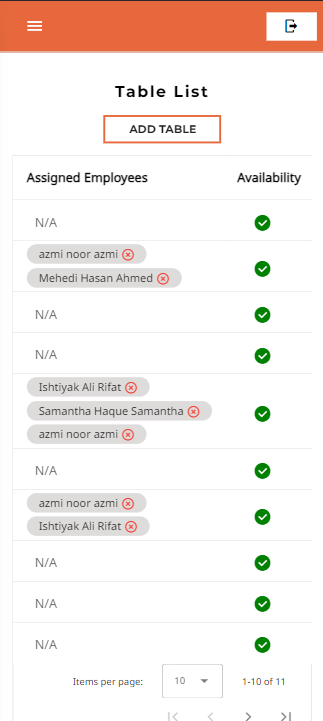 Table List
ADD TABLE
Assigned Employees Availability
N/A
azmi noor azmi
Mehedi Hasan Ahmed
N/A
N/A
Ishtiyak Ali Rifat
Samantha Haque Samantha
azmi noor azmi
N/A
azmi noor azmi
Ishtiyak Ali Rifat
N/A
N/A
N/A
Items per page: 10 1-10 of 11